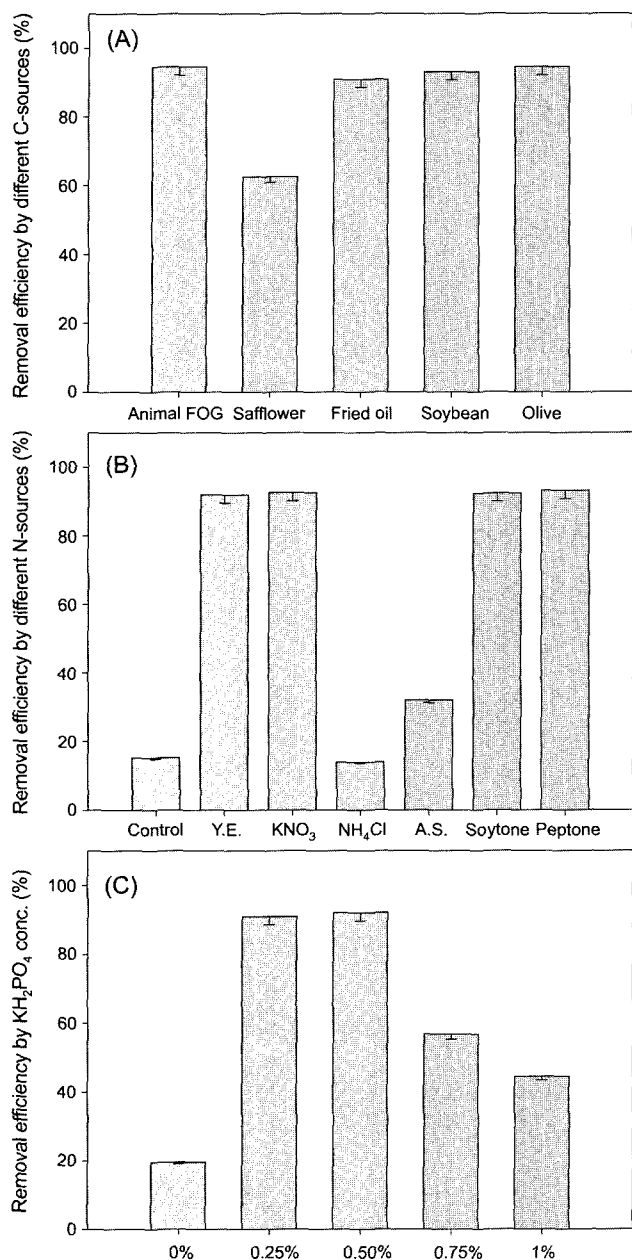 Removal efficiency by different C-sources (%)
(A)
100
80
60
40
20
0
Animal FOG Safflower Fried oil Soybean Olive
Removal efficiency by different N-sources (%)
(B)
100
80
60
40
20
0
Control Y.E. KNO₃ NH₄Cl A.S. Soytone Peptone
Removal efficiency by KH₂PO₄ conc. (%)
(C)
100
80
60
40
20
0
0% 0.25% 0.50% 0.75% 1%